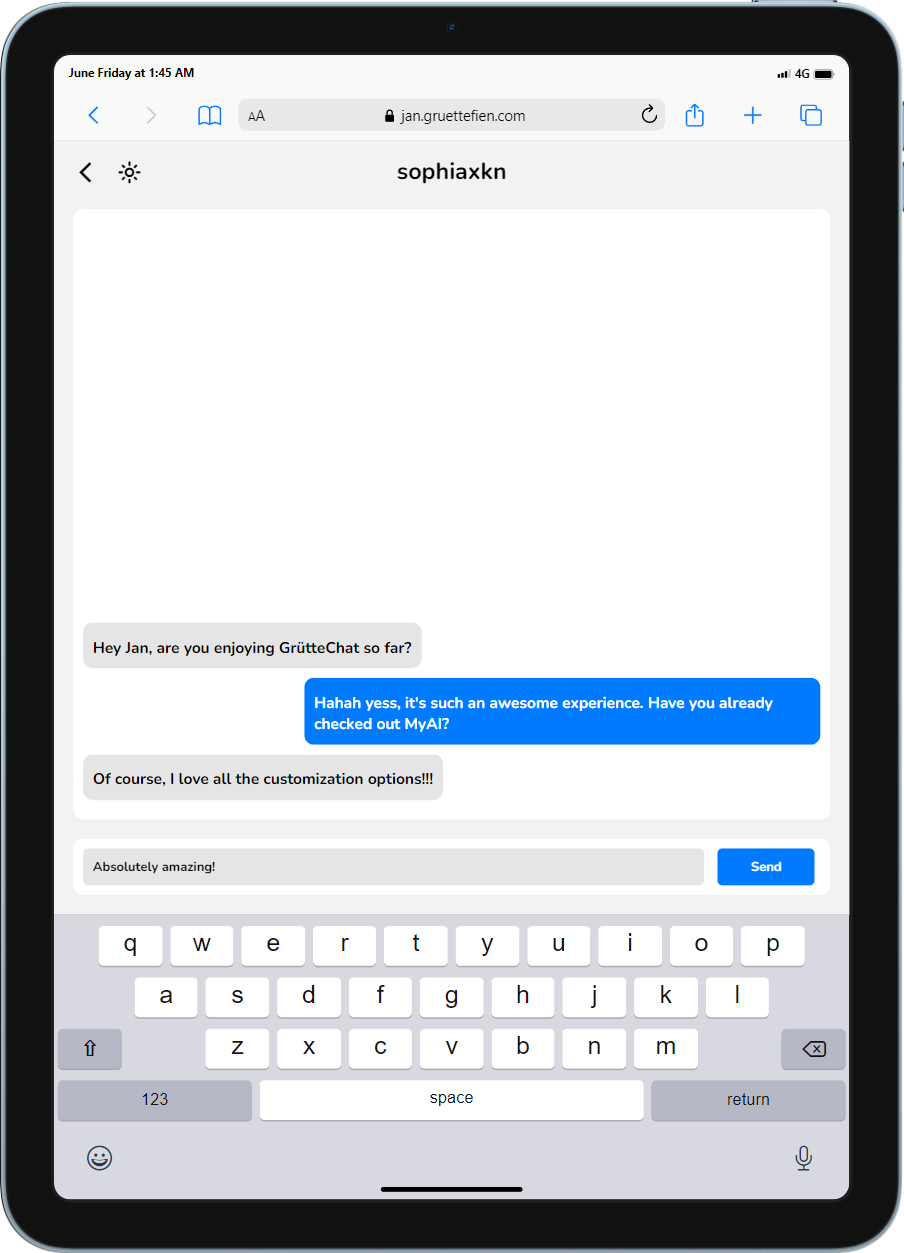 June Friday at 1:45 AM
4G
AA
jan.gruettefien.com
sophiaxkn
Hey Jan, are you enjoying GrütteChat so far?
Hahah yess, it's such an awesome experience. Have you already
checked out MyAI?
Of course, I love all the customization options!!!
Absolutely amazing!
Send
q w e r t y u i o p
a s d f g h j k l
z x c v b n m
123 space return